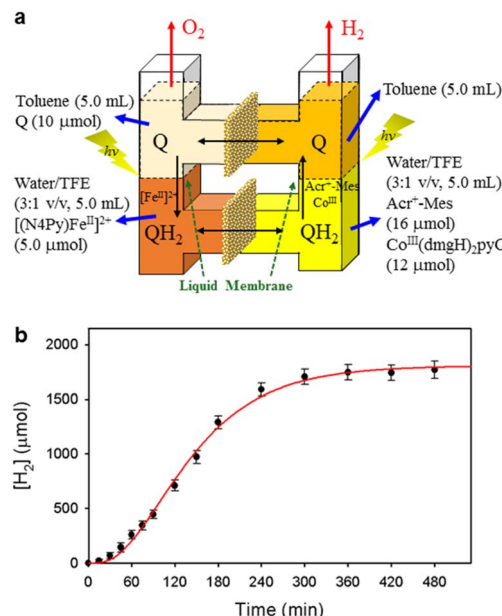 a
O2
H2
Toluene (5.0 mL)
Q (10 μmol)
Toluene (5.0 mL)
Q
Q
hν
hν
Water/TFE
(3:1 v/v, 5.0 mL)
[(N4Py)FeII]2+
(5.0 μmol)
[FeII]2+
Acr+-Mes
CoIII
Water/TFE
(3:1 v/v, 5.0 mL)
Acr+-Mes
(16 μmol)
CoIII(dmgH)2pyC
(12 μmol)
QH2
QH2
Liquid Membrane
b
[H2] (μmol)
2000
1500
1000
500
0
0 60 120 180 240 300 360 420 480
Time (min)